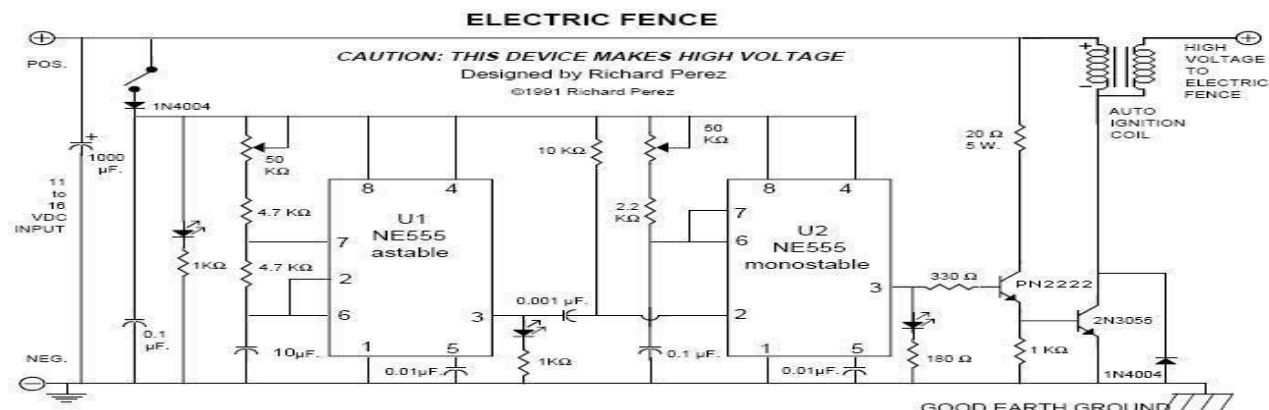 ELECTRIC FENCE
POS.
CAUTION: THIS DEVICE MAKES HIGH VOLTAGE
Designed by Richard Perez
©1991 Richard Perez
HIGH
VOLTAGE
TO
ELECTRIC
FENCE
AUTO
IGNITION
COIL
+
-
1N4004
+
1000
µF.
11
to
16
VDC
INPUT
50
KΩ
4.7 KΩ
4.7 KΩ
1KΩ
0.1
µF.
10µF.
8
4
U1
NE555
astable
7
2
6
3
1
5
0.01µF.
0.001 µF.
1KΩ
10 KΩ
50
KΩ
2.2
KΩ
0.1 µF.
8
4
7
6
U2
NE555
monostable
3
2
1
5
0.01µF.
330 Ω
180 Ω
20 Ω
5 W.
PN2222
2N3055
1 KΩ
1N4004
NEG.
GOOD EARTH GROUND